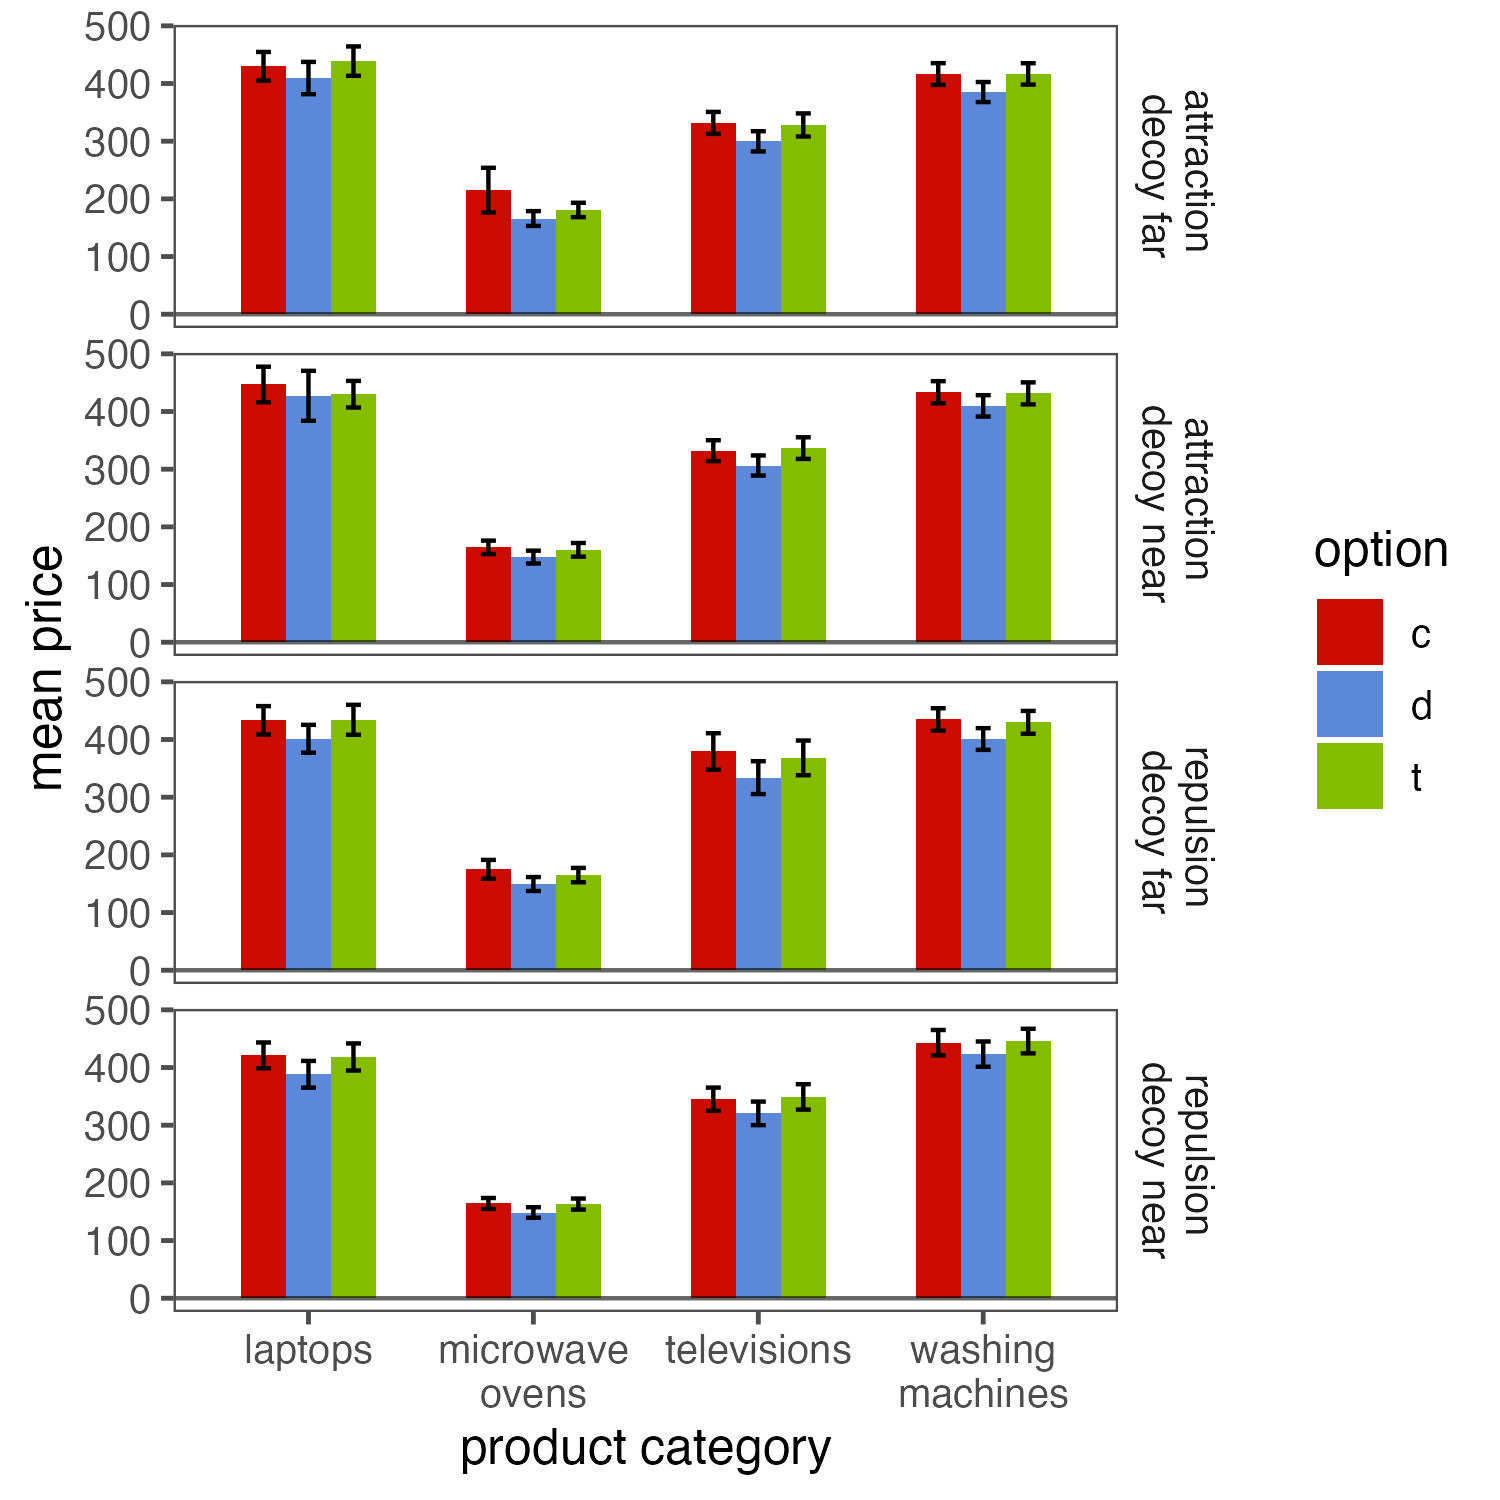 mean price
500
400
300
200
100
0
attraction
decoy far
500
400
300
200
100
0
attraction
decoy near
500
400
300
200
100
0
repulsion
decoy far
500
400
300
200
100
0
repulsion
decoy near
laptops
microwave
ovens
televisions
washing
machines
product category
option
c
d
t